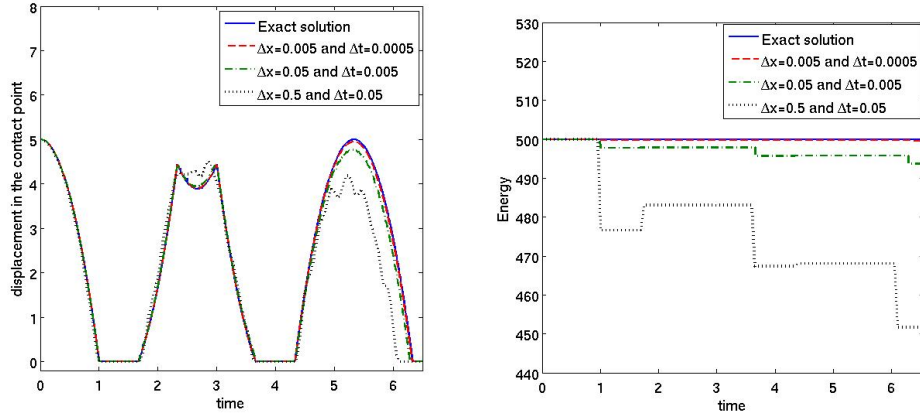 8
7
6
5
4
3
2
1
0
displacement in the contact point
0 1 2 3 4 5 6
time
Exact solution
Δx=0.005 and Δt=0.0005
Δx=0.05 and Δt=0.005
Δx=0.5 and Δt=0.05
530
520
510
500
490
480
470
460
450
440
Energy
0 1 2 3 4 5 6
time
Exact solution
Δx=0.005 and Δt=0.0005
Δx=0.05 and Δt=0.005
Δx=0.5 and Δt=0.05